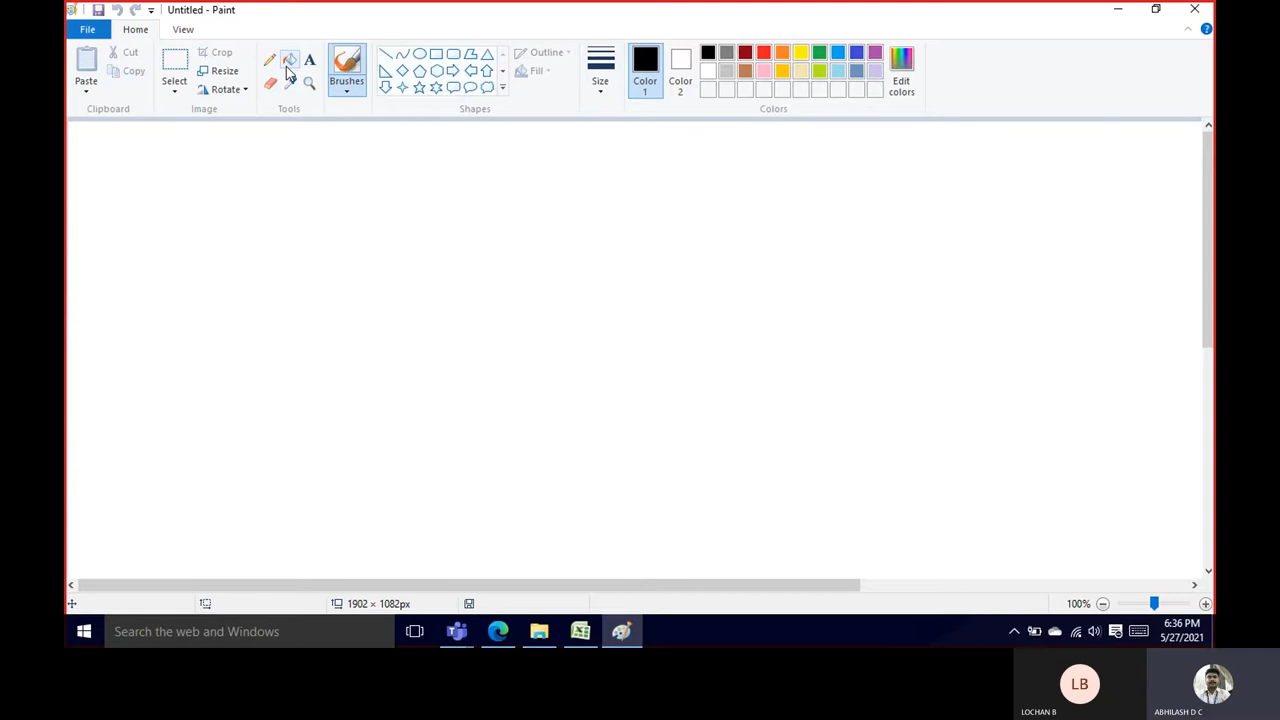 Untitled - Paint
File Home View
Cut
Copy
Paste
Clipboard
Select
Crop
Resize
Rotate
Image
A
Tools
Brushes
Shapes
Outline
Fill
Size
Color 1
Color 2
Edit colors
Colors
1902 × 1082px
100%
Search the web and Windows
6:36 PM
5/27/2021
LB
LOCHAN B
ABHILASH D C